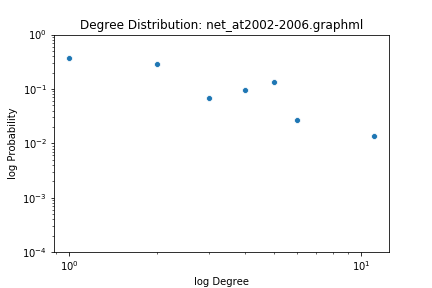 Degree Distribution: net_at2002-2006.graphml
log Probability
10⁰
10⁻¹
10⁻²
10⁻³
10⁻⁴
10⁰ 10¹
log Degree